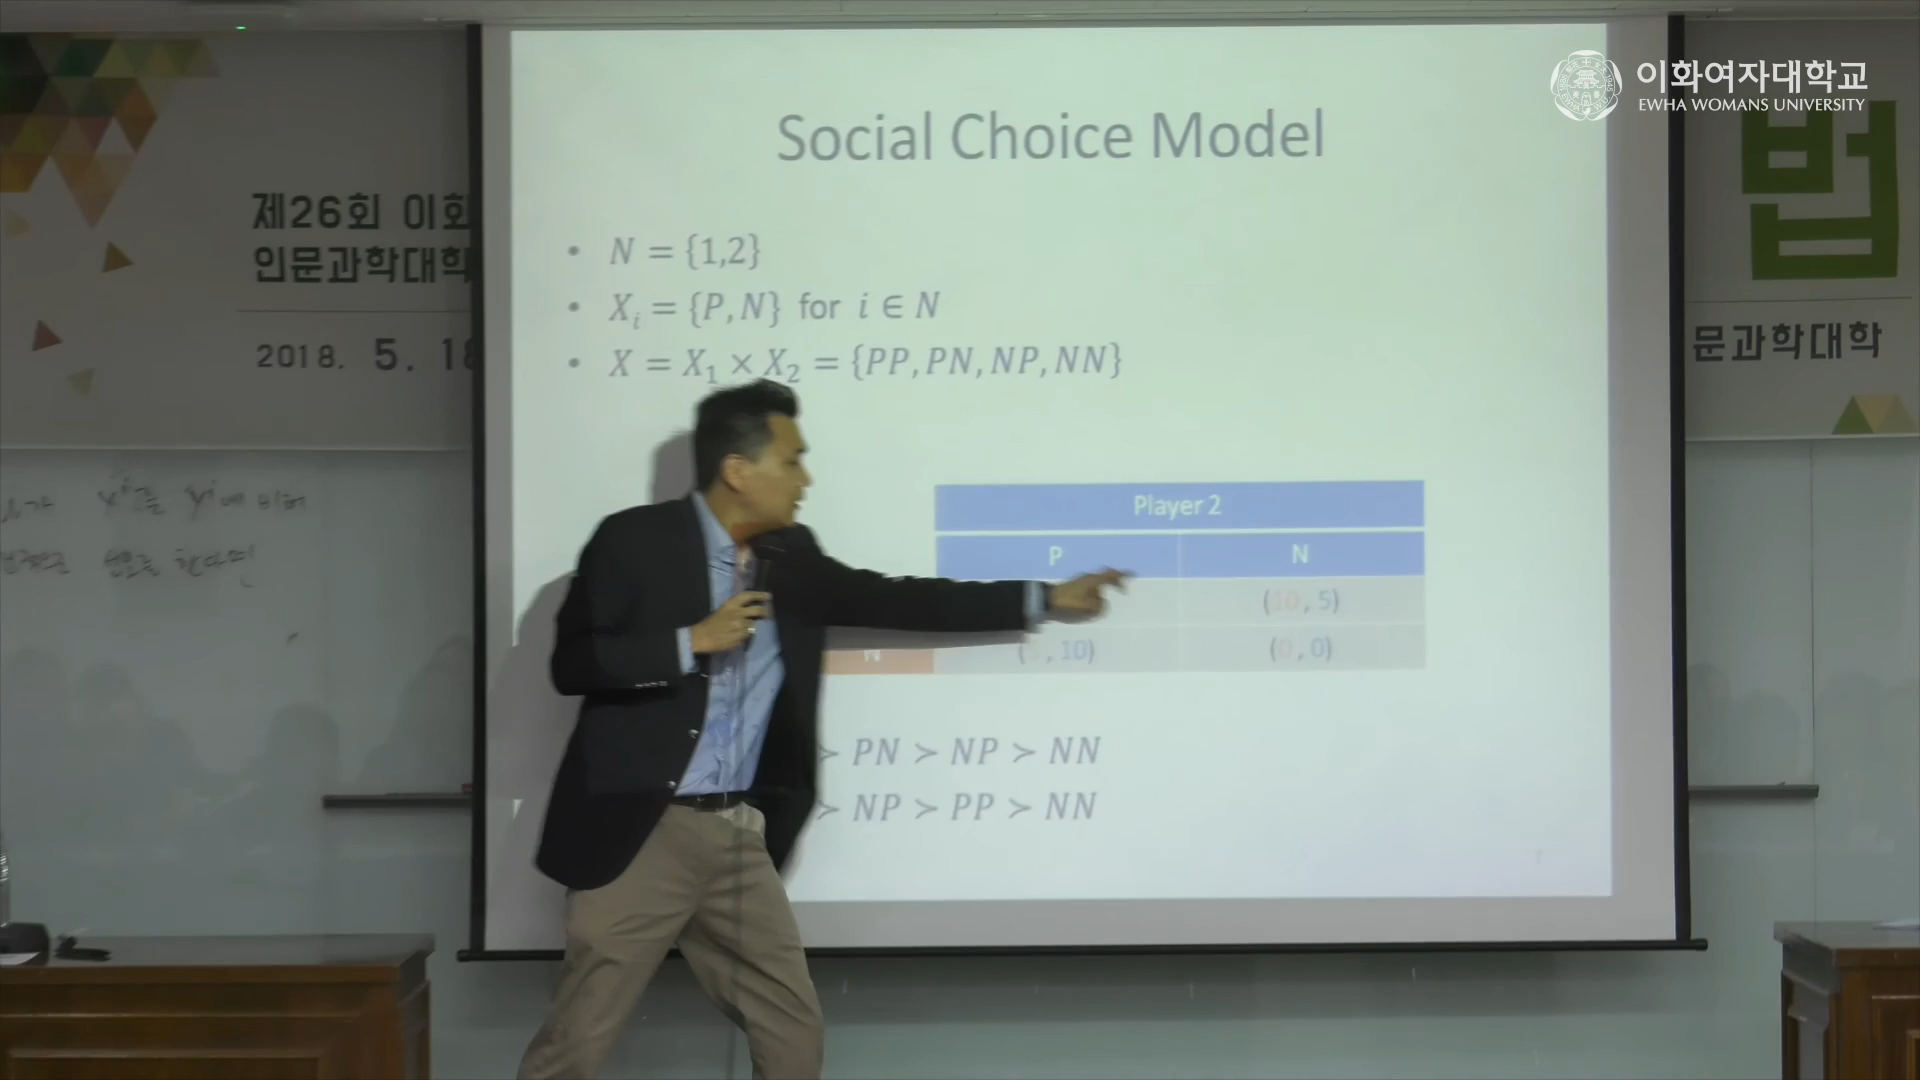 이화여자대학교
EWHA WOMANS UNIVERSITY
제26회 이화
인문과학대학
2018. 5. 18
법
문과학대학
Social Choice Model
• N = {1,2}
• Xᵢ = {P, N} for i ∈ N
• X = X₁ × X₂ = {PP, PN, NP, NN}
Player 2
P N
(10, 5)
N ( , 10) (0, 0)
≻ PN ≻ NP ≻ NN
≻ NP ≻ PP ≻ NN